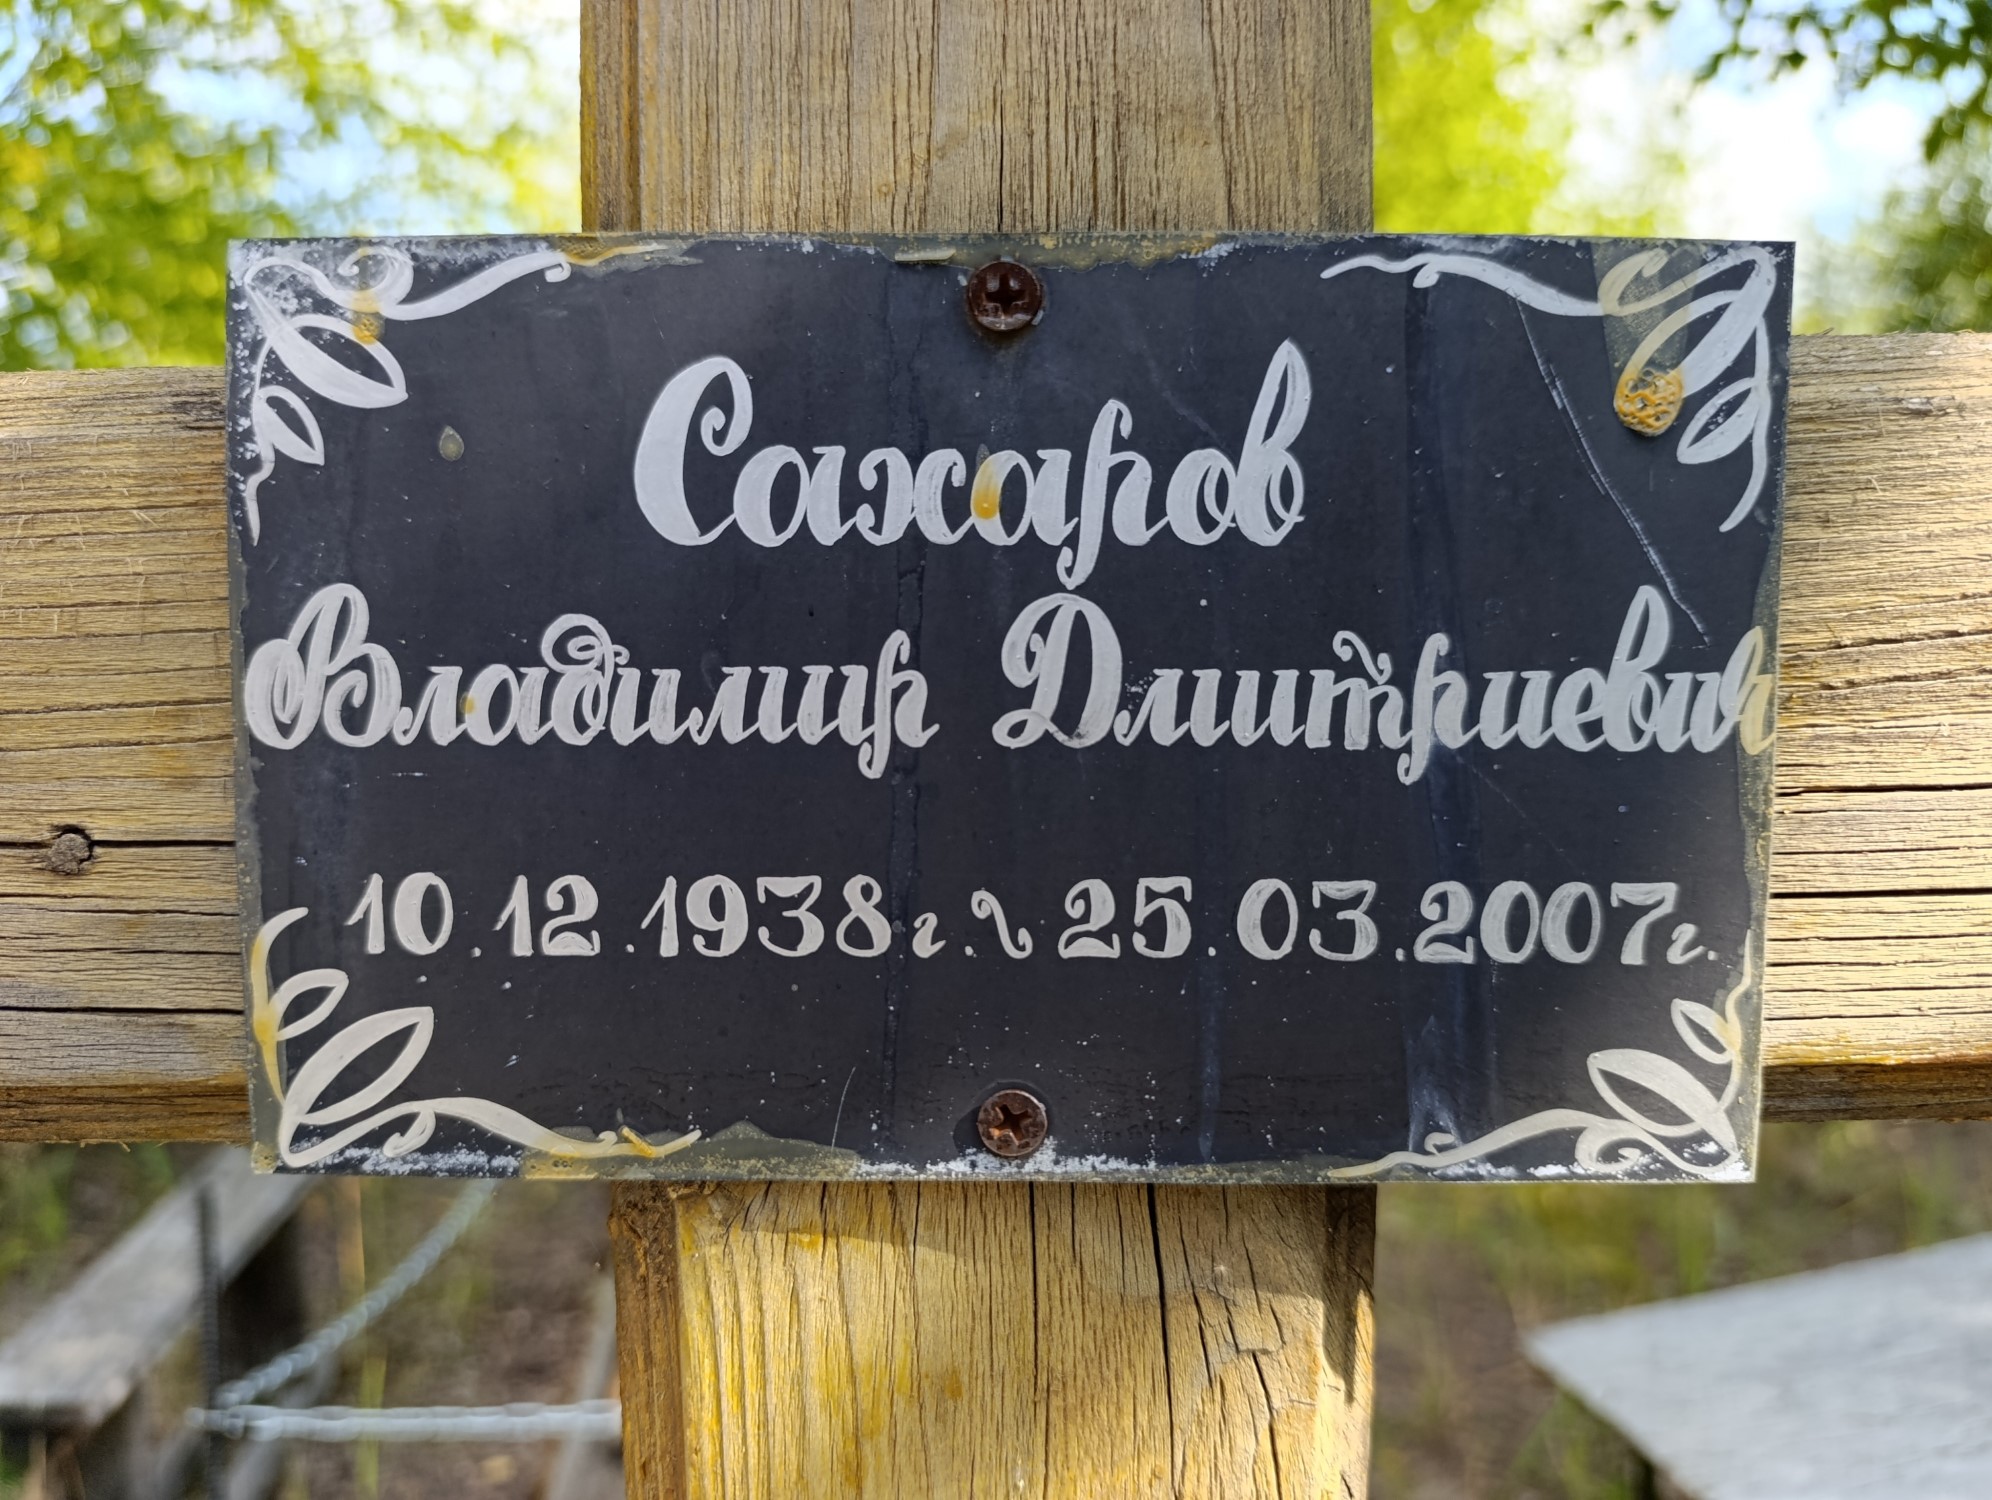 Сахаров
Владимир Дмитриевич
10.12.1938г. ~ 25.03.2007г.